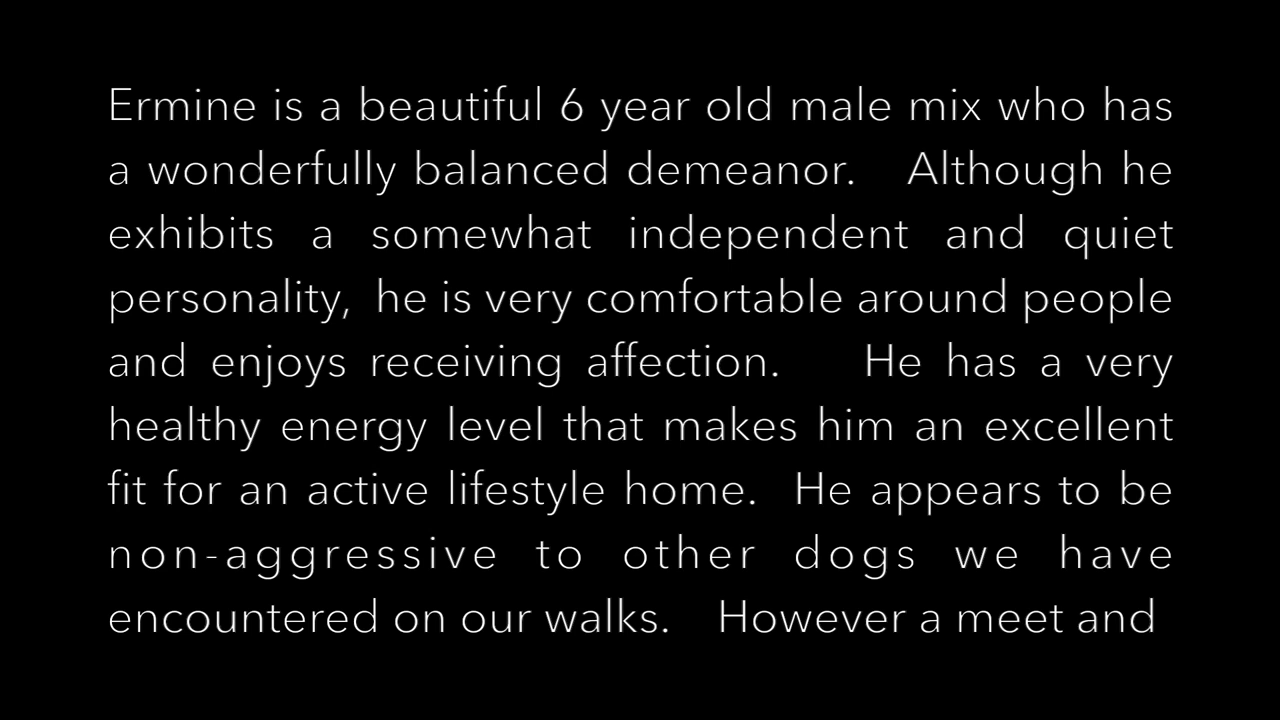 Ermine is a beautiful 6 year old male mix who has
a wonderfully balanced demeanor. Although he
exhibits a somewhat independent and quiet
personality, he is very comfortable around people
and enjoys receiving affection. He has a very
healthy energy level that makes him an excellent
fit for an active lifestyle home. He appears to be
non-aggressive to other dogs we have
encountered on our walks. However a meet and